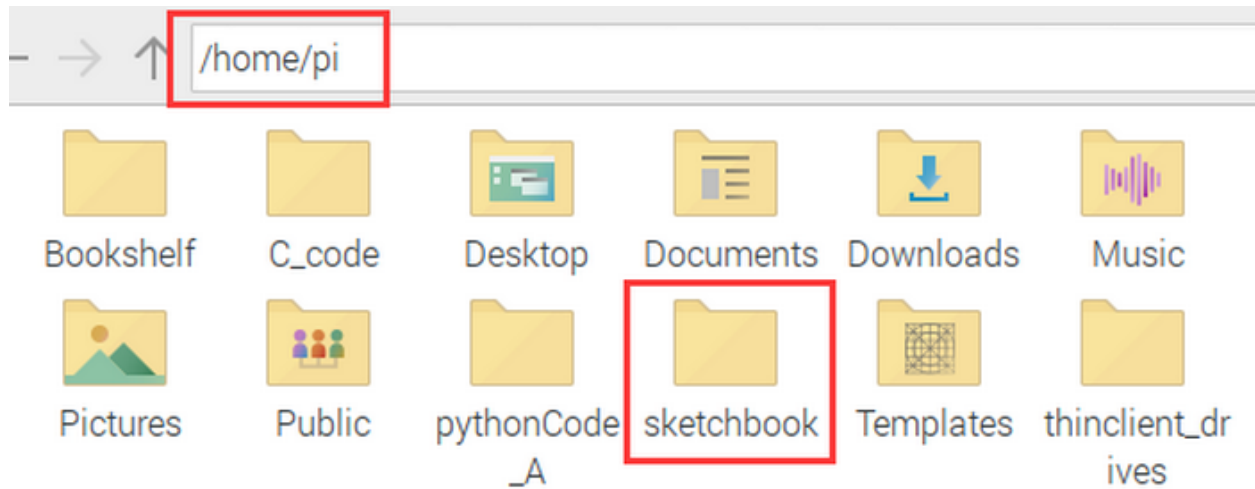 /home/pi
Bookshelf C_code Desktop Documents Downloads Music
Pictures Public pythonCode sketchbook Templates thinclient_dr
_A ives